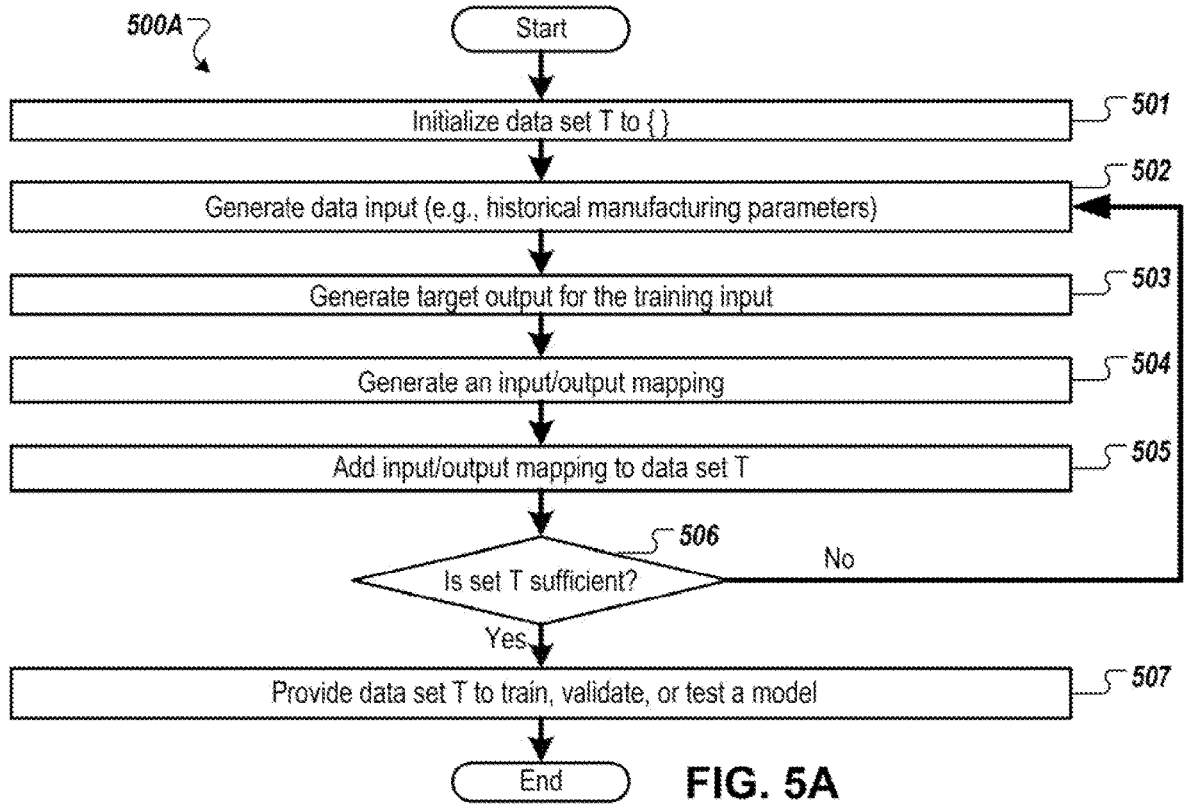 500A
Start
Initialize data set T to { }
501
Generate data input (e.g., historical manufacturing parameters)
502
Generate target output for the training input
503
Generate an input/output mapping
504
Add input/output mapping to data set T
505
Is set T sufficient?
506
No
Yes
Provide data set T to train, validate, or test a model
507
End
FIG. 5A